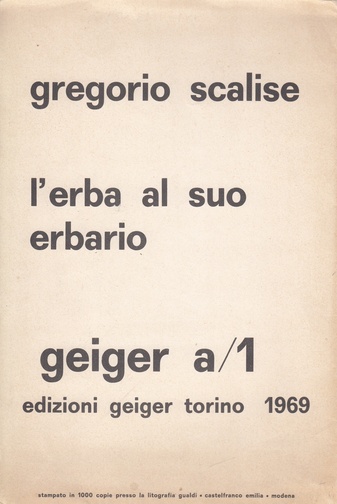 gregorio scalise
l'erba al suo
erbario
geiger a/1
edizioni geiger torino 1969
stampato in 1000 copie presso la litografia gualdi • castelfranco emilia • modena